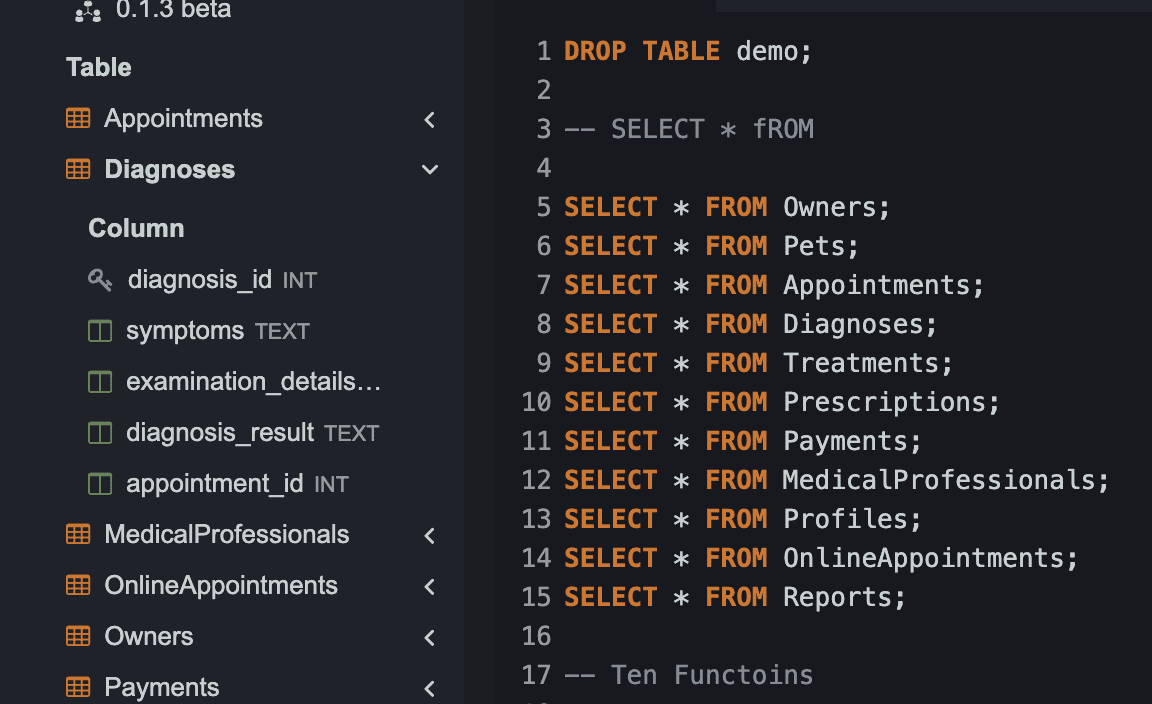 0.1.3 beta
Table
Appointments
Diagnoses
Column
diagnosis_id INT
symptoms TEXT
examination_details...
diagnosis_result TEXT
appointment_id INT
MedicalProfessionals
OnlineAppointments
Owners
Payments
1 DROP TABLE demo;
2
3 -- SELECT * fROM
4
5 SELECT * FROM Owners;
6 SELECT * FROM Pets;
7 SELECT * FROM Appointments;
8 SELECT * FROM Diagnoses;
9 SELECT * FROM Treatments;
10 SELECT * FROM Prescriptions;
11 SELECT * FROM Payments;
12 SELECT * FROM MedicalProfessionals;
13 SELECT * FROM Profiles;
14 SELECT * FROM OnlineAppointments;
15 SELECT * FROM Reports;
16
17 -- Ten Functoins